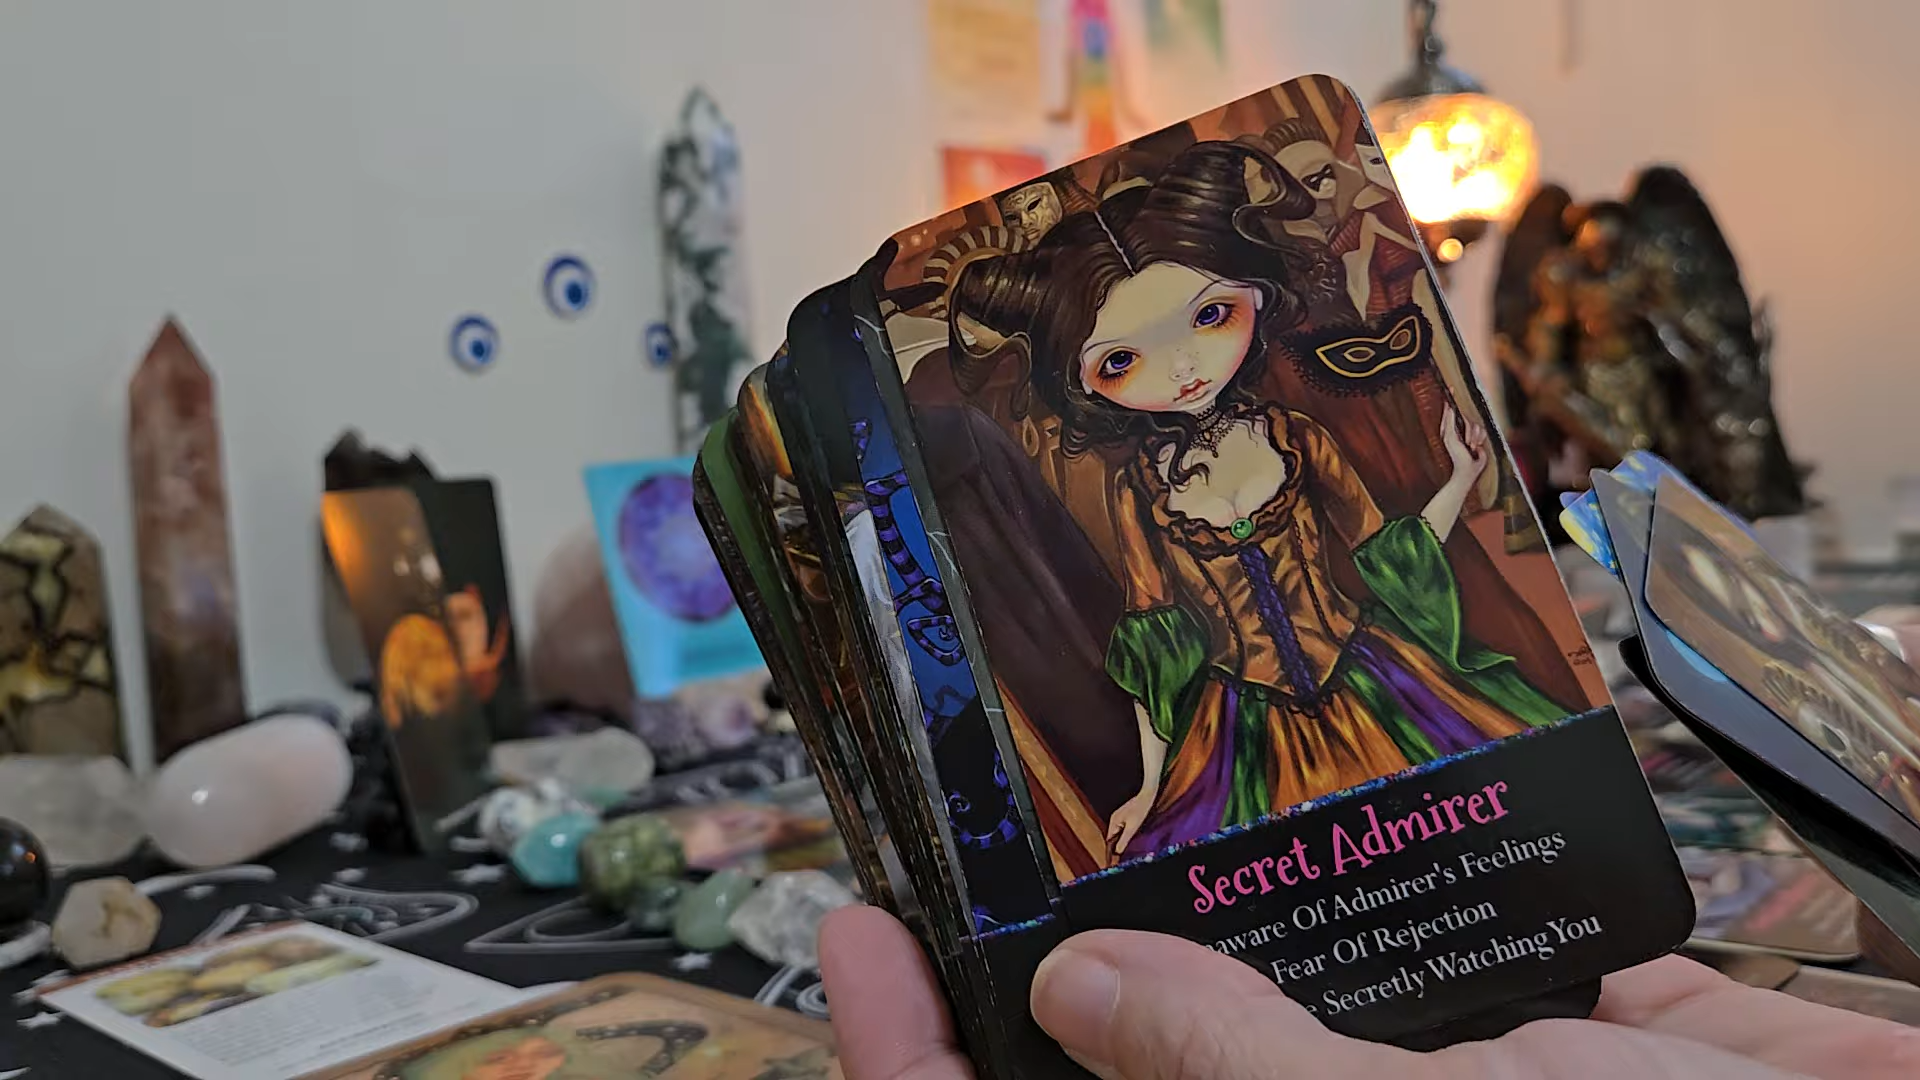 Secret Admirer
Of Admirer's Feelings
Fear Of Rejection
Secretly Watching You